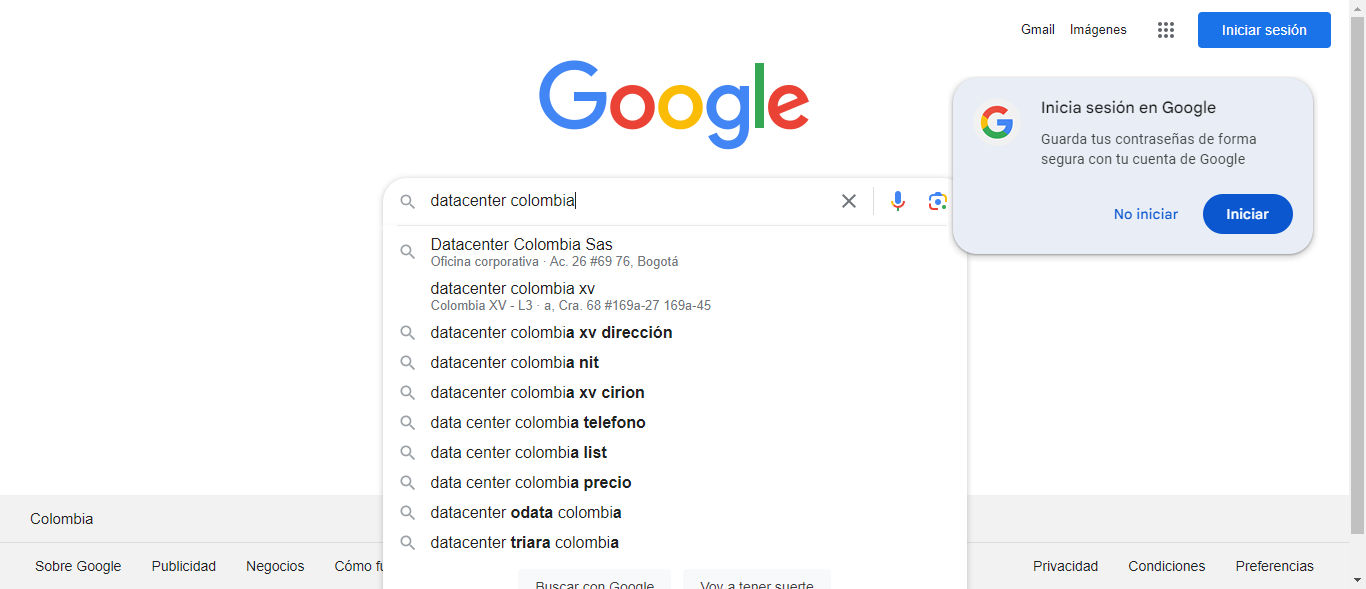 Gmail Imágenes Iniciar sesión
Google
Inicia sesión en Google
Guarda tus contraseñas de forma
segura con tu cuenta de Google
No iniciar Iniciar
datacenter colombia
Datacenter Colombia Sas
Oficina corporativa · Ac. 26 #69 76, Bogotá
datacenter colombia xv
Colombia XV - L3 · a, Cra. 68 #169a-27 169a-45
datacenter colombia xv dirección
datacenter colombia nit
datacenter colombia xv cirion
data center colombia telefono
data center colombia list
data center colombia precio
datacenter odata colombia
datacenter triara colombia
Buscar con Google Voy a tener suerte
Colombia
Sobre Google Publicidad Negocios Cómo Privacidad Condiciones Preferencias